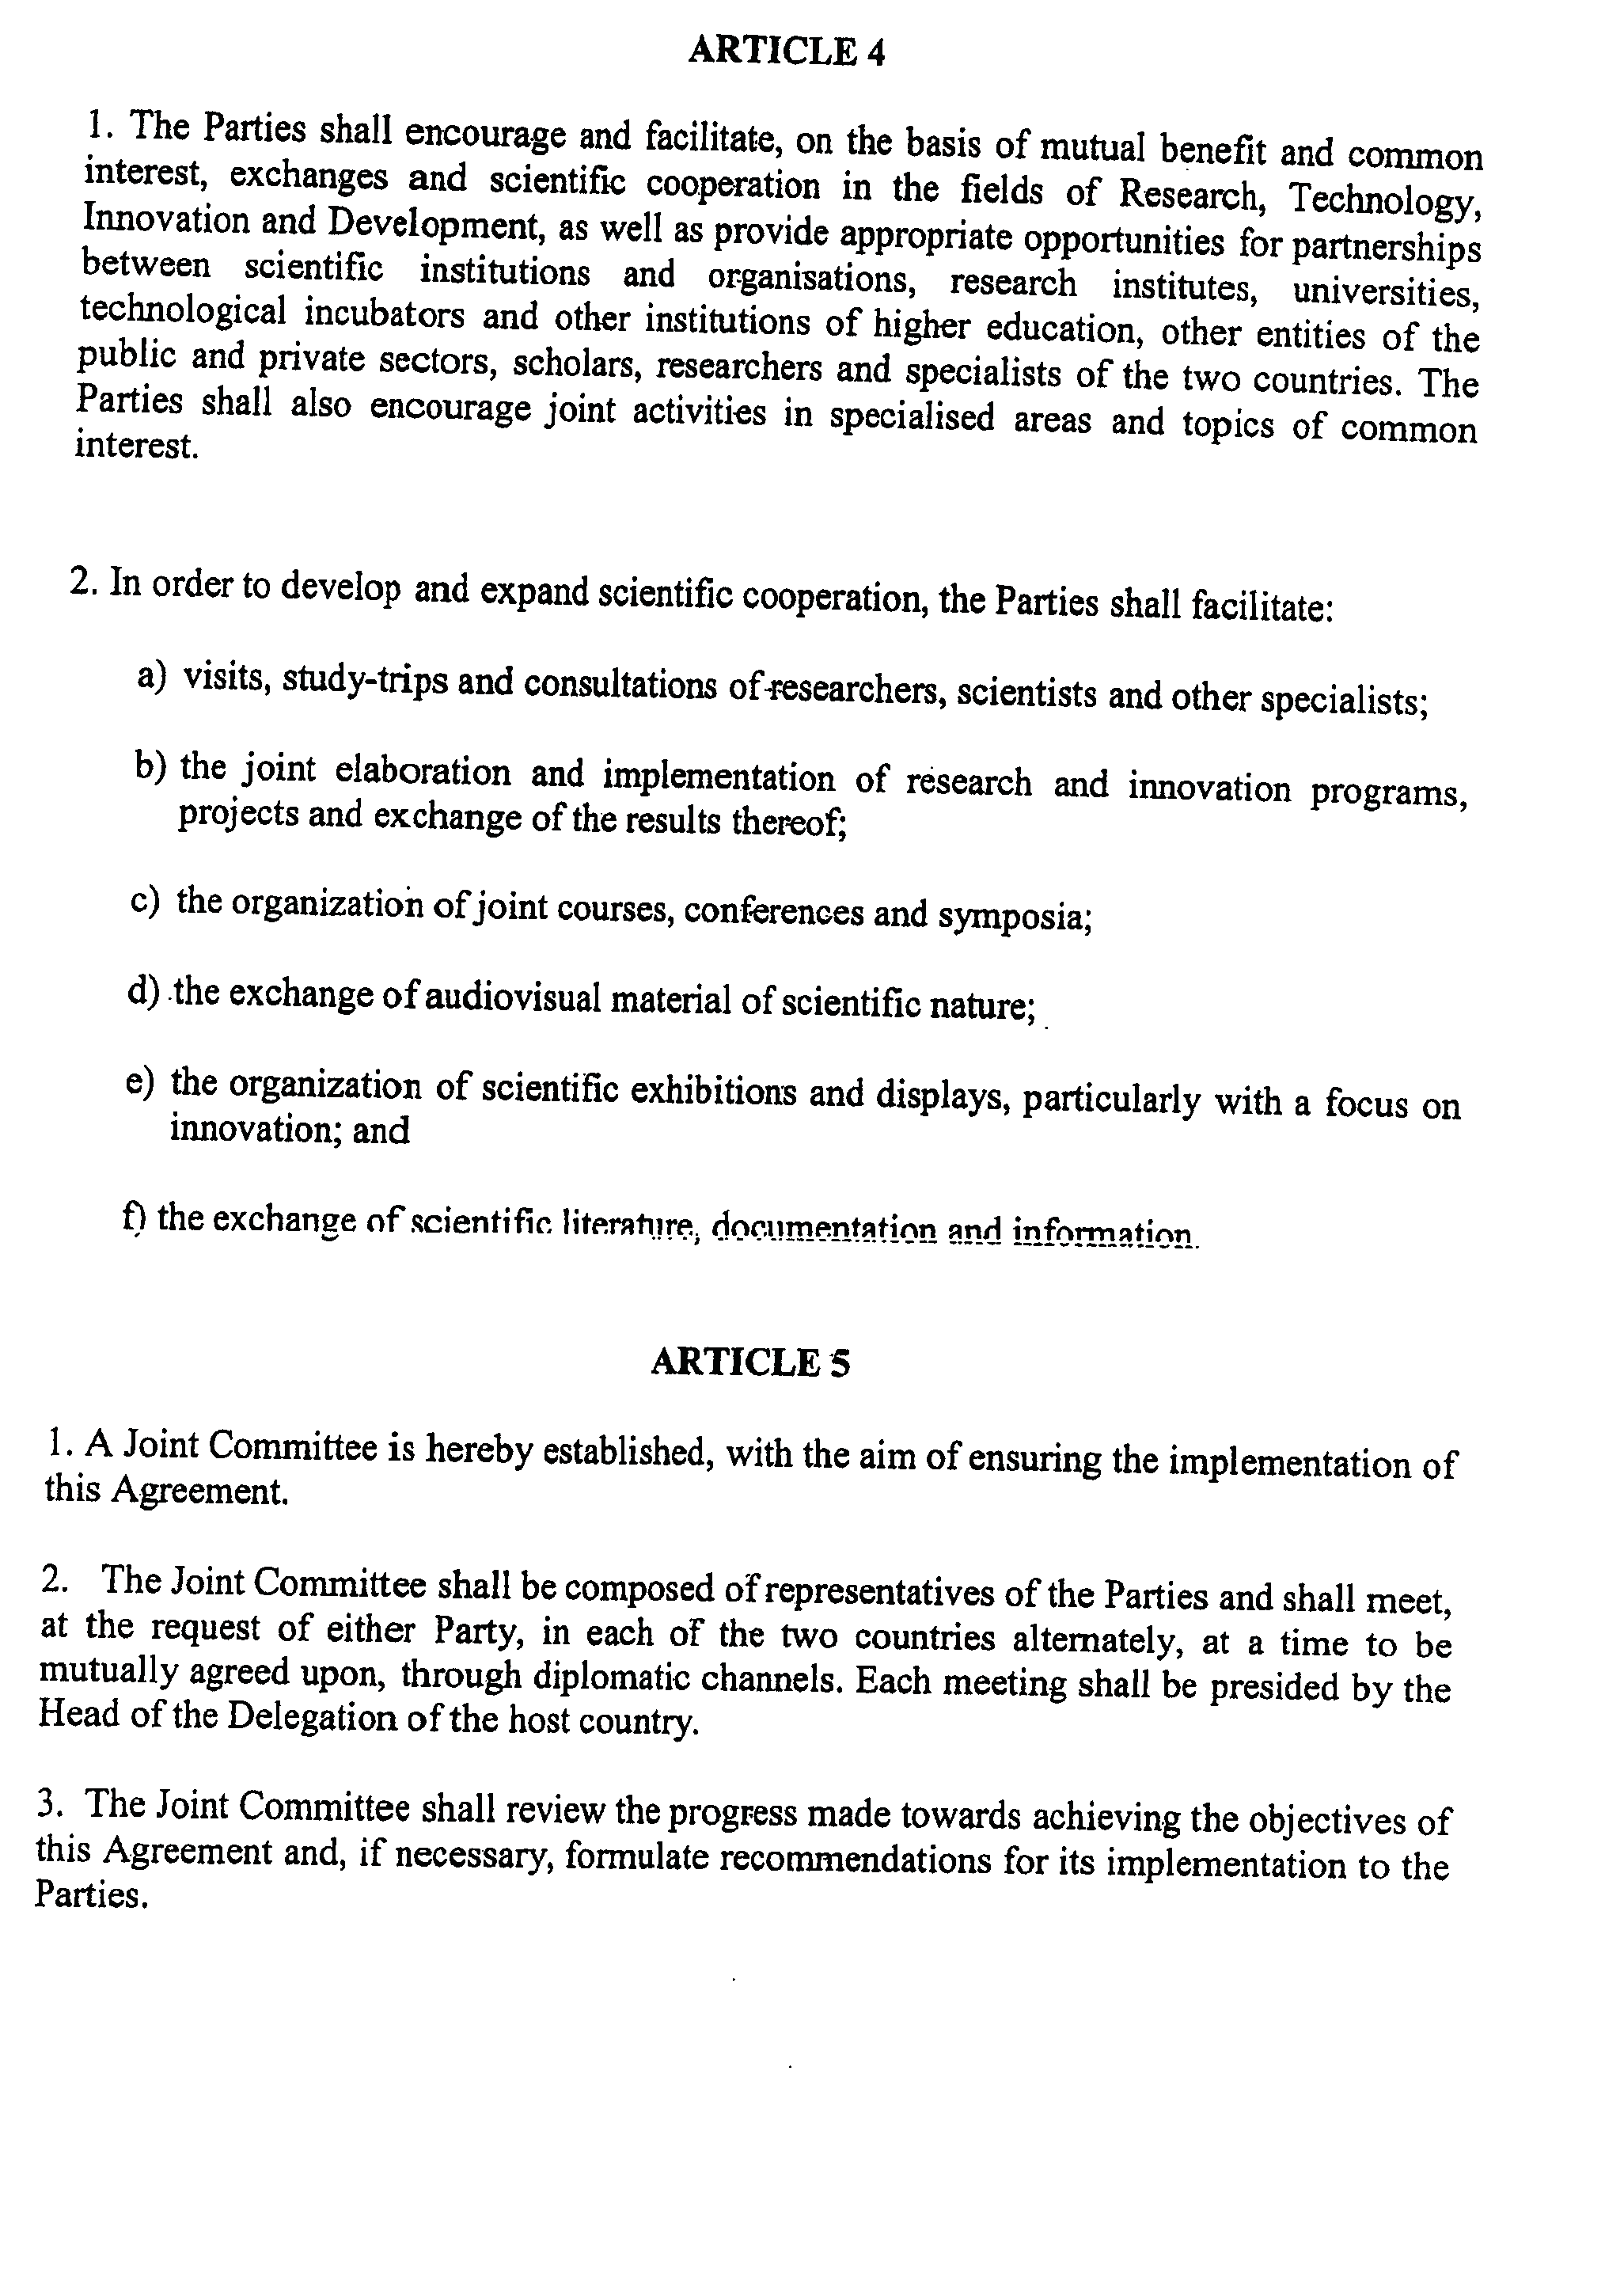 ARTICLE 4
1. The Parties shall encourage and facilitate, on the basis of mutual benefit and common
interest, exchanges and scientific cooperation in the fields of Research, Technology,
Innovation and Development, as well as provide appropriate opportunities for partnerships
between scientific institutions and organisations, research institutes, universities,
technological incubators and other institutions of higher education, other entities of the
public and private sectors, scholars, researchers and specialists of the two countries. The
Parties shall also encourage joint activities in specialised areas and topics of common
interest.
2. In order to develop and expand scientific cooperation, the Parties shall facilitate:
a) visits, study-trips and consultations of researchers, scientists and other specialists;
b) the joint elaboration and implementation of research and innovation programs,
projects and exchange of the results thereof;
c) the organization of joint courses, conferences and symposia;
d) the exchange of audiovisual material of scientific nature;
e) the organization of scientific exhibitions and displays, particularly with a focus on
innovation; and
f) the exchange of scientific literature, documentation and information.
ARTICLE 5
1. A Joint Committee is hereby established, with the aim of ensuring the implementation of
this Agreement.
2. The Joint Committee shall be composed of representatives of the Parties and shall meet,
at the request of either Party, in each of the two countries alternately, at a time to be
mutually agreed upon, through diplomatic channels. Each meeting shall be presided by the
Head of the Delegation of the host country.
3. The Joint Committee shall review the progress made towards achieving the objectives of
this Agreement and, if necessary, formulate recommendations for its implementation to the
Parties.